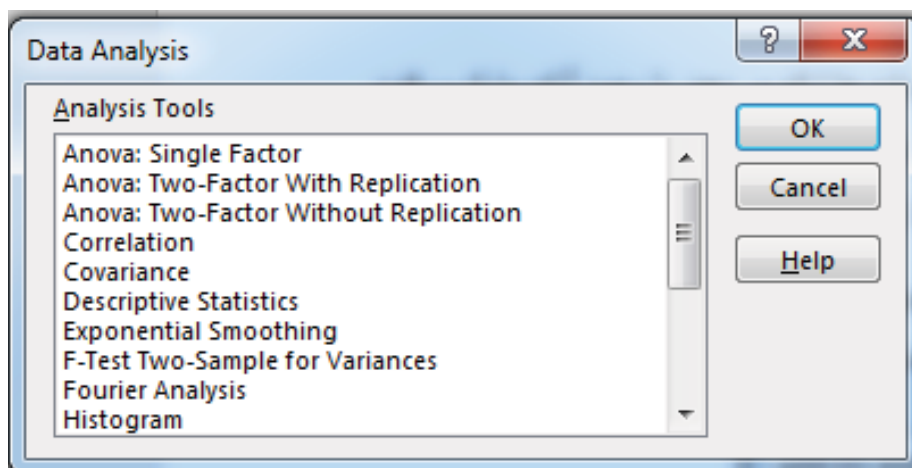 Data Analysis
Analysis Tools
Anova: Single Factor
Anova: Two-Factor With Replication
Anova: Two-Factor Without Replication
Correlation
Covariance
Descriptive Statistics
Exponential Smoothing
F-Test Two-Sample for Variances
Fourier Analysis
Histogram
OK
Cancel
Help